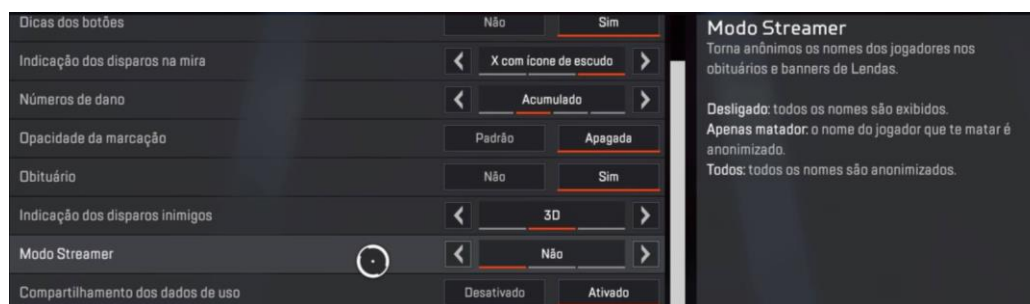 Dicas dos botões Não Sim
Indicação dos disparos na mira X com ícone de escudo
Números de dano Acumulado
Opacidade da marcação Padrão Apagada
Obituário Não Sim
Indicação dos disparos inimigos 3D
Modo Streamer Não
Compartilhamento dos dados de uso Desativado Ativado
Modo Streamer
Torna anônimos os nomes dos jogadores nos
obituários e banners de Lendas.
Desligado: todos os nomes são exibidos.
Apenas matador: o nome do jogador que te matar é
anonimizado.
Todos: todos os nomes são anonimizados.